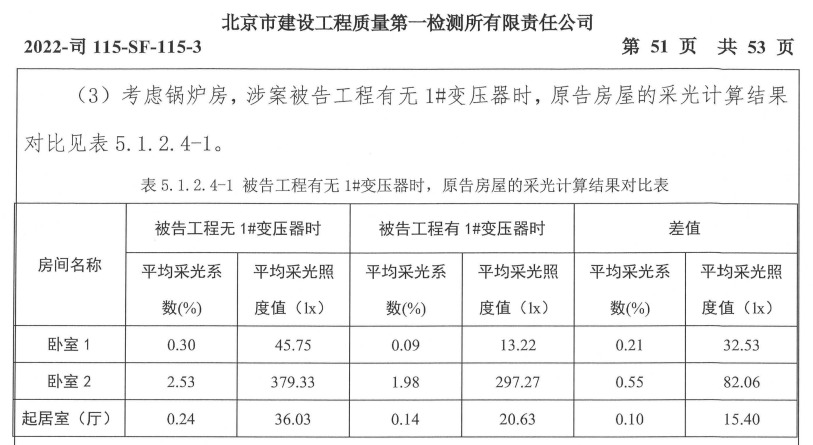 北京市建设工程质量第一检测所有限责任公司
2022-司 115-SF-115-3 第 51 页 共 53 页
（3）考虑锅炉房，涉案被告工程有无 1#变压器时，原告房屋的采光计算结果
对比见表 5.1.2.4-1。
表 5.1.2.4-1 被告工程有无 1#变压器时，原告房屋的采光计算结果对比表
房间名称 被告工程无 1#变压器时 被告工程有 1#变压器时 差值
平均采光系 平均采光照 平均采光系 平均采光照 平均采光系 平均采光照
数(%) 度值（lx） 数(%) 度值（lx） 数(%) 度值（lx）
卧室 1 0.30 45.75 0.09 13.22 0.21 32.53
卧室 2 2.53 379.33 1.98 297.27 0.55 82.06
起居室（厅） 0.24 36.03 0.14 20.63 0.10 15.40